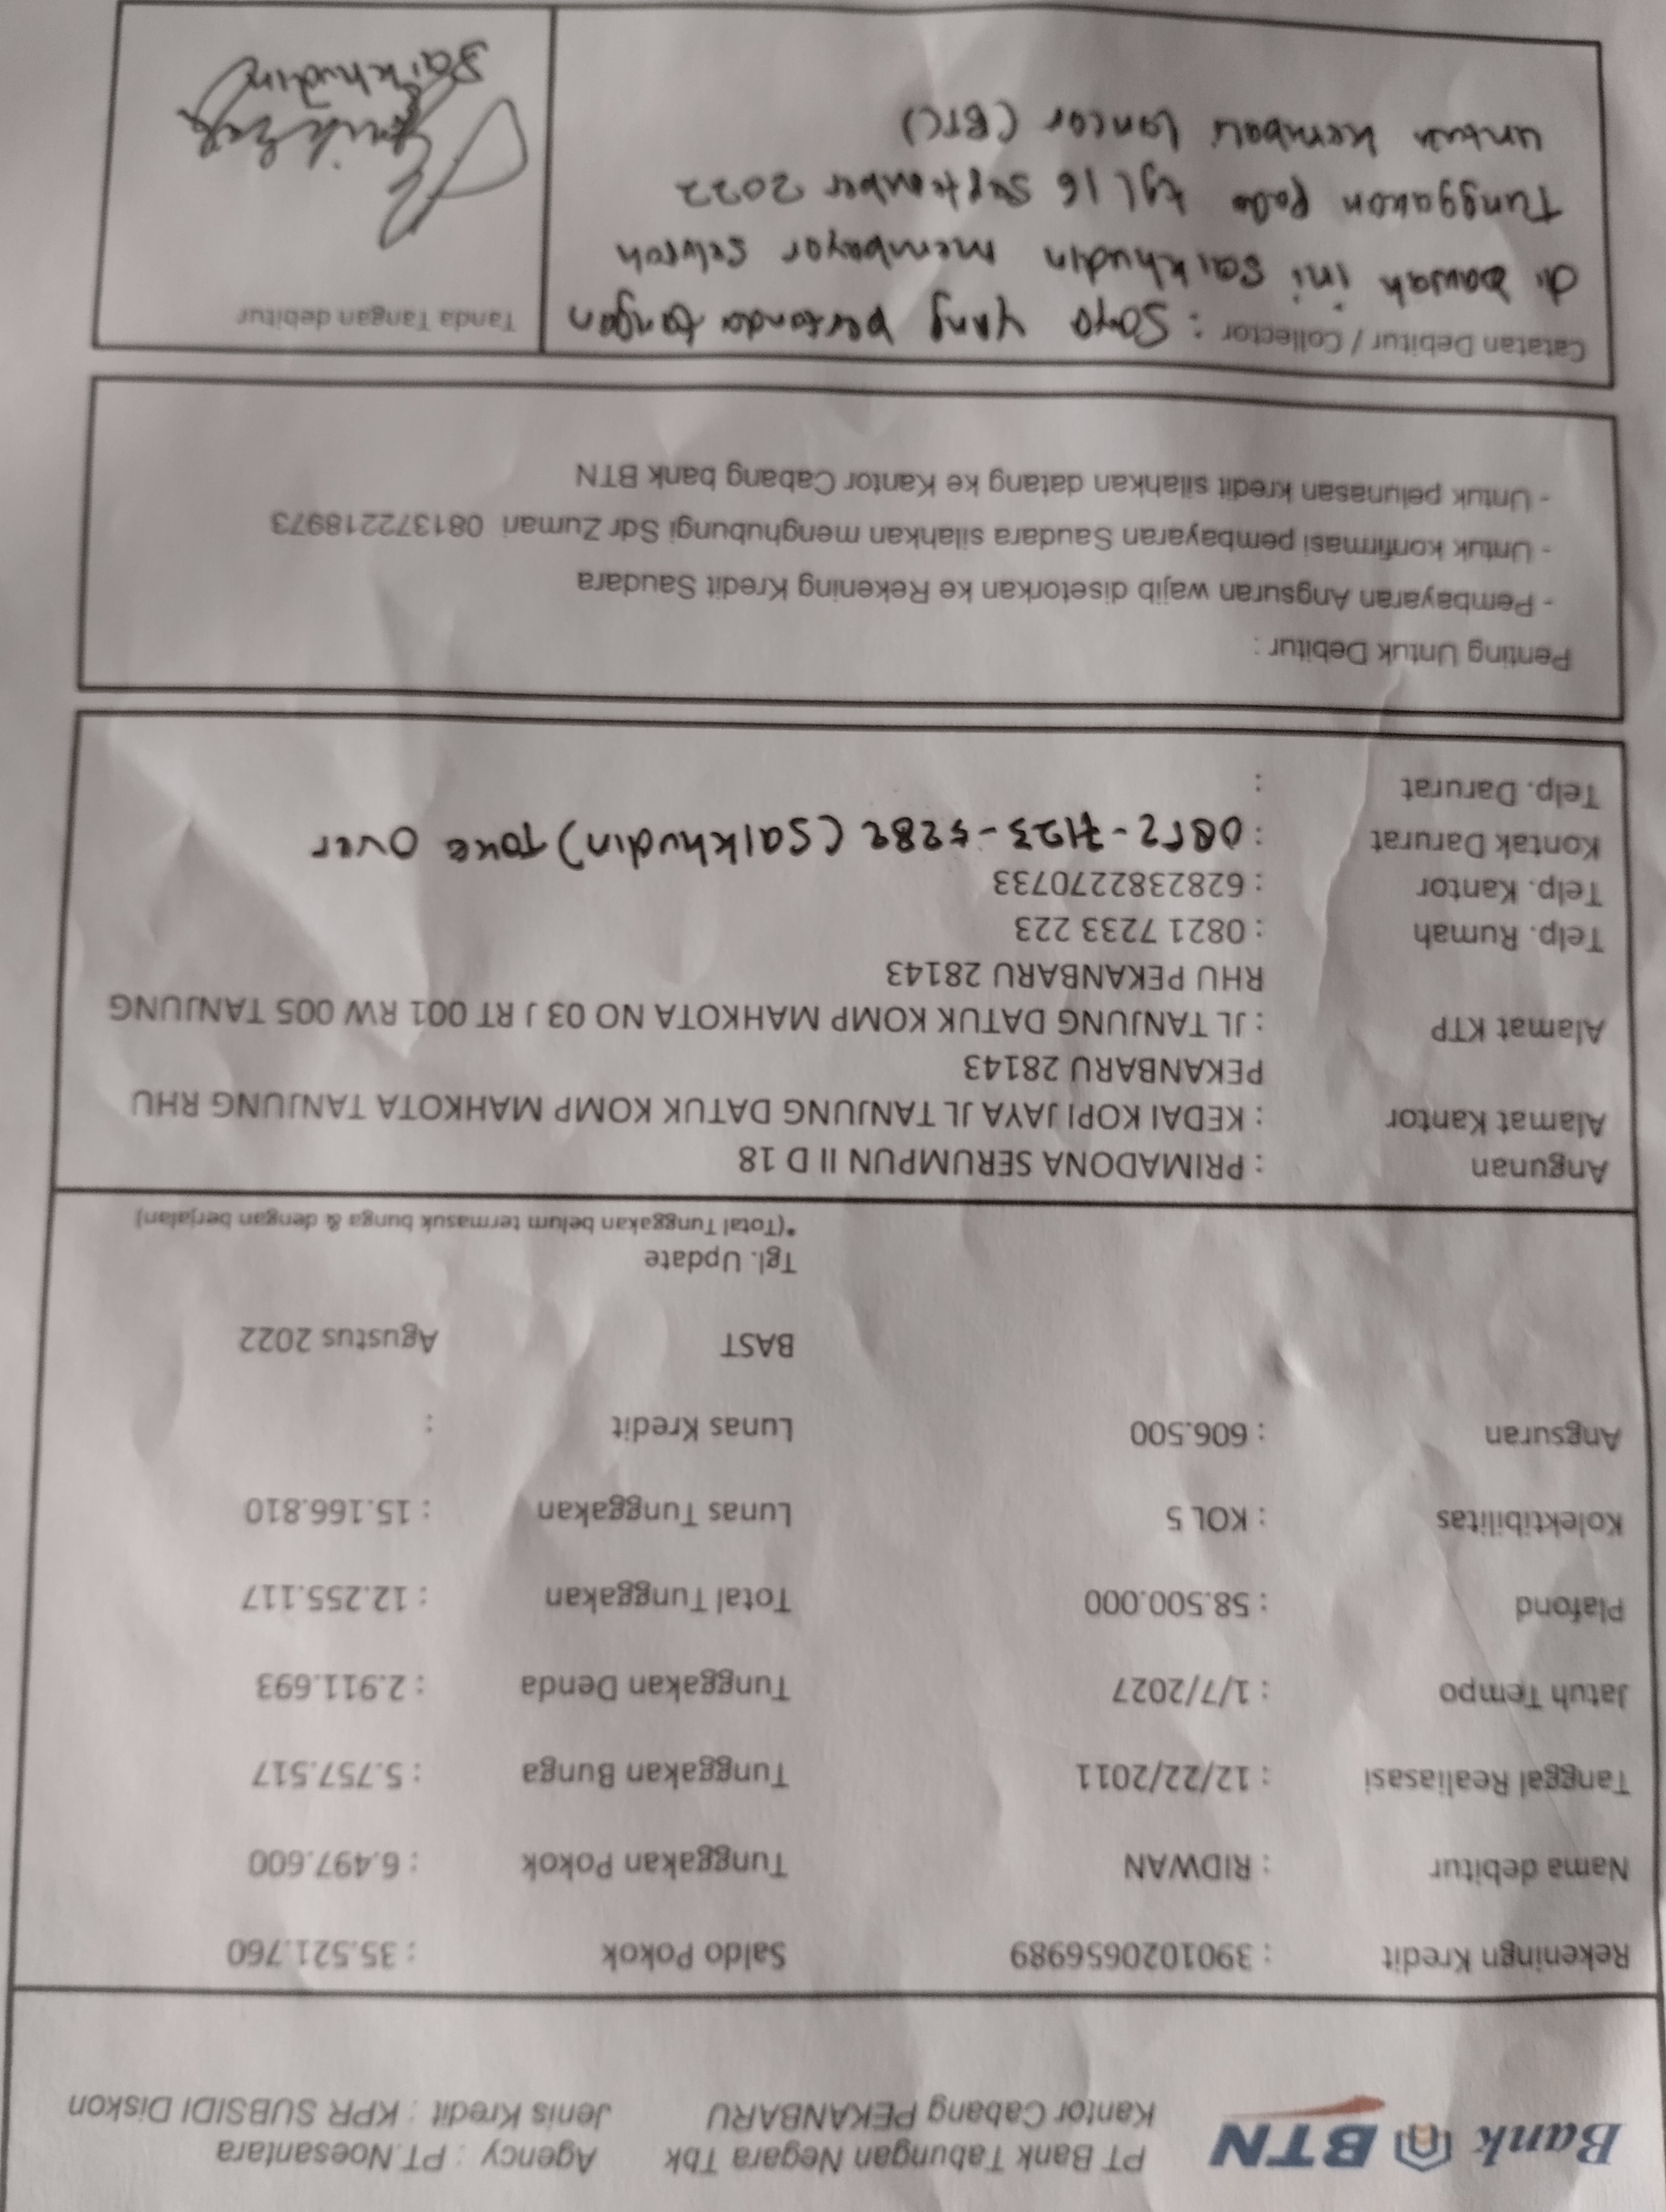 Bank BTN
PT Bank Tabungan Negara Tbk Agency : PT.Noesantara
Kantor Cabang PEKANBARU Jenis Kredit : KPR SUBSIDI Diskon
Rekeningn Kredit : 3901020656989 Saldo Pokok : 35.521.760
Nama debitur : RIDWAN Tunggakan Pokok : 6.497.600
Tanggal Realiasasi : 12/22/2011 Tunggakan Bunga : 5.757.517
Jatuh Tempo : 1/7/2027 Tunggakan Denda : 2.911.693
Plafond : 58.500.000 Total Tunggakan : 12.255.117
Kolektibilitas : KOL 5 Lunas Tunggakan : 15.166.810
Angsuran : 606.500 Lunas Kredit :
BAST Agustus 2022
Tgl. Update
*(Total Tunggakan belum termasuk bunga & dengan berjalan)
Angunan : PRIMADONA SERUMPUN II D 18
Alamat Kantor : KEDAI KOPI JAYA JL TANJUNG DATUK KOMP MAHKOTA TANJUNG RHU
PEKANBARU 28143
Alamat KTP : JL TANJUNG DATUK KOMP MAHKOTA NO 03 J RT 001 RW 005 TANJUNG
RHU PEKANBARU 28143
Telp. Rumah : 0821 7233 223
Telp. Kantor : 6282382270733
Kontak Darurat : 0852-7123-5282 (Saikhudin) Take Over
Telp. Darurat :
Penting Untuk Debitur :
- Pembayaran Angsuran wajib disetorkan ke Rekening Kredit Saudara
- Untuk konfirmasi pembayaran Saudara silahkan menghubungi Sdr Zuman 081372218973
- Untuk pelunasan kredit silahkan datang ke Kantor Cabang bank BTN
Catatan Debitur / Collector : Saya yang bertanda tangan
di bawah ini Saikhudin membayar seluruh
Tunggakan pada tgl 16 September 2022
untuk kembali lancar (BTC)
Tanda Tangan debitur
Saikhudin